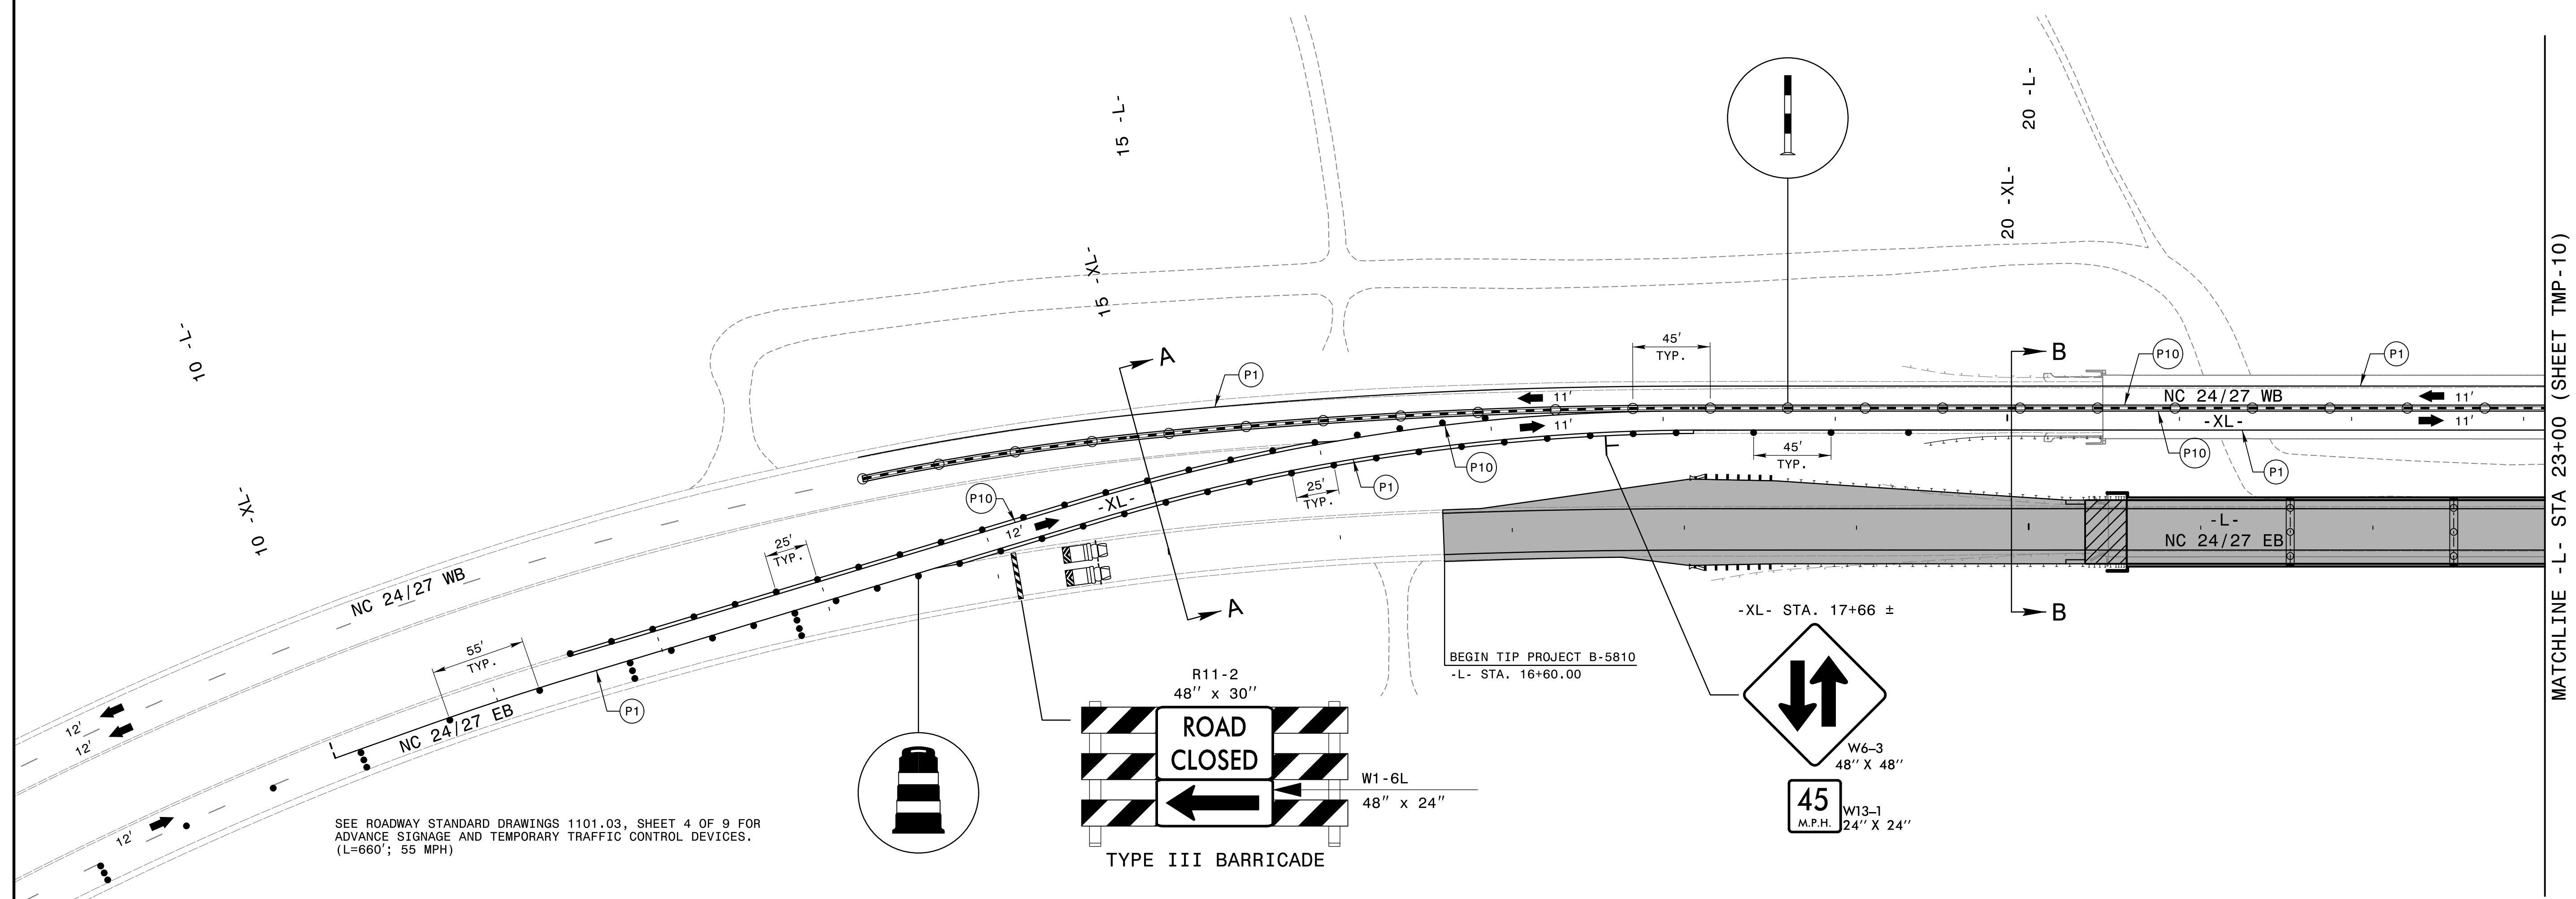 10 -L-
10 -XL-
15 -L-
15 -XL-
20 -L-
20 -XL-
MATCHLINE -L- STA 23+00 (SHEET TMP-10)
A
A
B
B
45'
TYP.
P1
P10
P1
NC 24/27 WB
11'
11'
11'
11'
-XL-
P10
P1
45'
TYP.
P10
P1
25'
TYP.
P10
-XL-
12'
25'
TYP.
-L-
NC 24/27 EB
NC 24/27 WB
55'
TYP.
P1
NC 24/27 EB
12'
12'
12'
BEGIN TIP PROJECT B-5810
-L- STA. 16+60.00
-XL- STA. 17+66 ±
W6-3
48" X 48"
45
M.P.H.
W13-1
24" X 24"
R11-2
48" x 30"
ROAD
CLOSED
W1-6L
48" x 24"
TYPE III BARRICADE
SEE ROADWAY STANDARD DRAWINGS 1101.03, SHEET 4 OF 9 FOR
ADVANCE SIGNAGE AND TEMPORARY TRAFFIC CONTROL DEVICES.
(L=660'; 55 MPH)